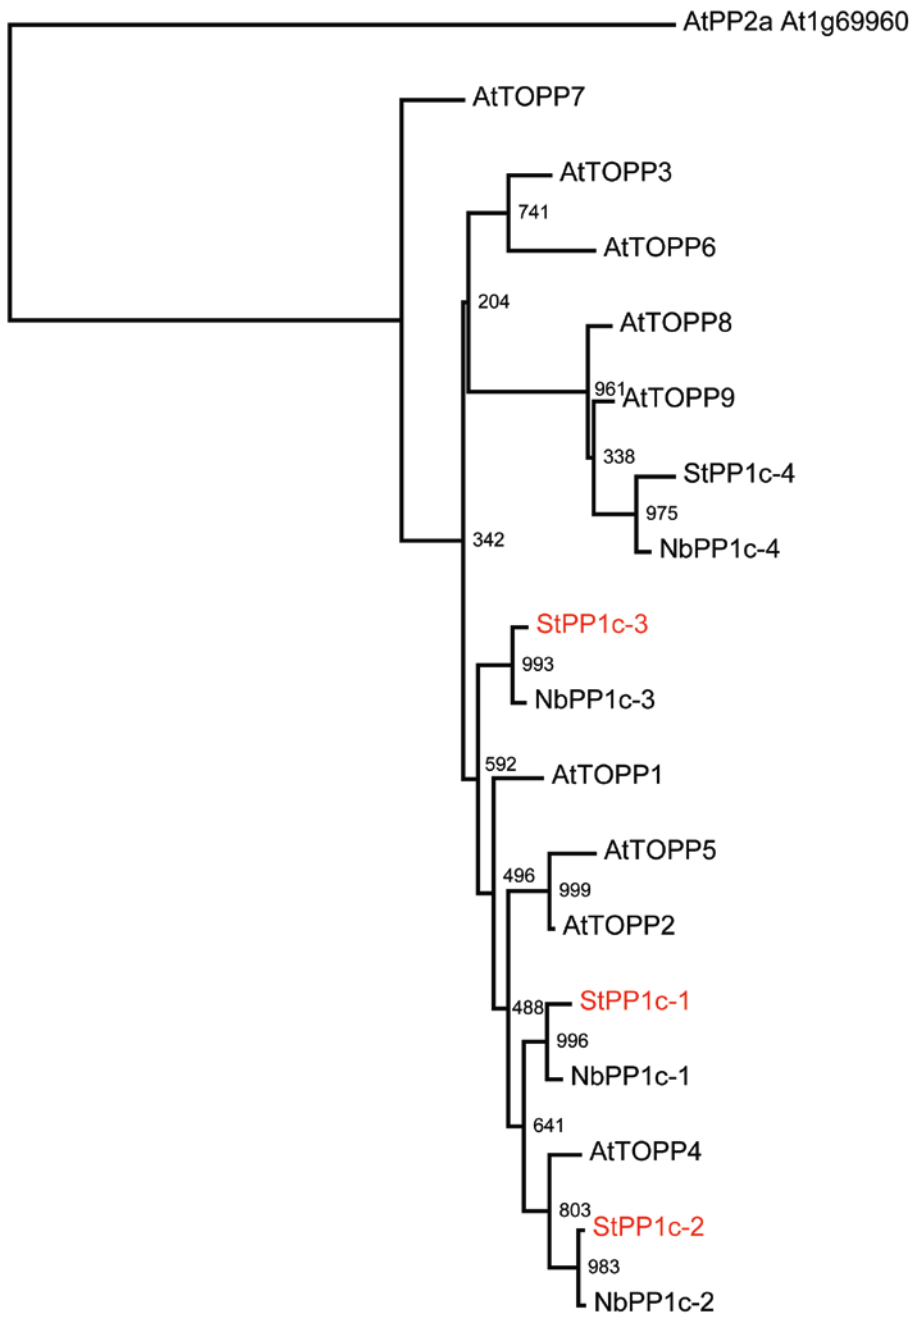 AtPP2a At1g69960
AtTOPP7
AtTOPP3
741
AtTOPP6
204
AtTOPP8
961
AtTOPP9
338
StPP1c-4
975
NbPP1c-4
342
StPP1c-3
993
NbPP1c-3
592
AtTOPP1
AtTOPP5
496
999
AtTOPP2
StPP1c-1
488
996
NbPP1c-1
641
AtTOPP4
803
StPP1c-2
983
NbPP1c-2